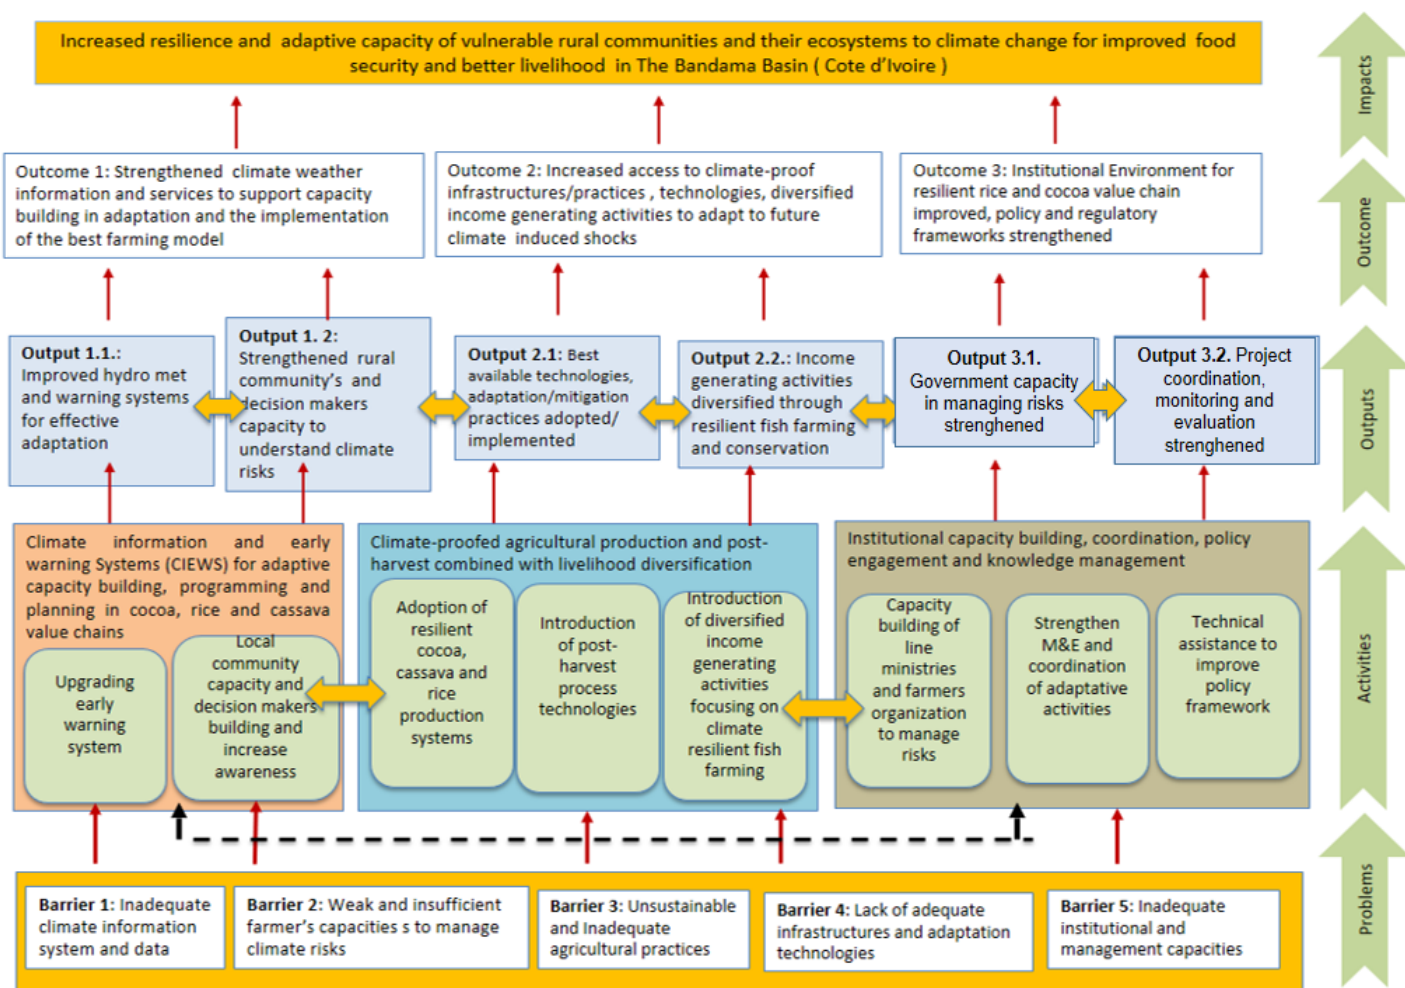 Increased resilience and adaptive capacity of vulnerable rural communities and their ecosystems to climate change for improved food
security and better livelihood in The Bandama Basin ( Cote d'Ivoire )
Impacts
Outcome 1: Strengthened climate weather
information and services to support capacity
building in adaptation and the implementation
of the best farming model
Outcome 2: Increased access to climate-proof
infrastructures/practices , technologies, diversified
income generating activities to adapt to future
climate induced shocks
Outcome 3: Institutional Environment for
resilient rice and cocoa value chain
improved, policy and regulatory
frameworks strengthened
Outcome
Output 1.1.:
Improved hydro met
and warning systems
for effective
adaptation
Output 1. 2:
Strengthened rural
community's and
decision makers
capacity to
understand climate
risks
Output 2.1: Best
available technologies,
adaptation/mitigation
practices adopted/
implemented
Output 2.2.: Income
generating activities
diversified through
resilient fish farming
and conservation
Output 3.1.
Government capacity
in managing risks
strenghened
Output 3.2. Project
coordination,
monitoring and
evaluation
strenghened
Outputs
Climate information and early
warning Systems (CIEWS) for adaptive
capacity building, programming and
planning in cocoa, rice and cassava
value chains
Upgrading
early
warning
system
Local
community
capacity and
decision makers
building and
increase
awareness
Climate-proofed agricultural production and post-
harvest combined with livelihood diversification
Adoption of
resilient
cocoa,
cassava and
rice
production
systems
Introduction
of post-
harvest
process
technologies
Introduction
of diversified
income
generating
activities
focusing on
climate
resilient fish
farming
Institutional capacity building, coordination, policy
engagement and knowledge management
Capacity
building of
line
ministries
and farmers
organization
to manage
risks
Strengthen
M&E and
coordination
of adaptative
activities
Technical
assistance to
improve
policy
framework
Activities
Barrier 1: Inadequate
climate information
system and data
Barrier 2: Weak and insufficient
farmer's capacities s to manage
climate risks
Barrier 3: Unsustainable
and Inadequate
agricultural practices
Barrier 4: Lack of adequate
infrastructures and adaptation
technologies
Barrier 5: Inadequate
institutional and
management capacities
Problems